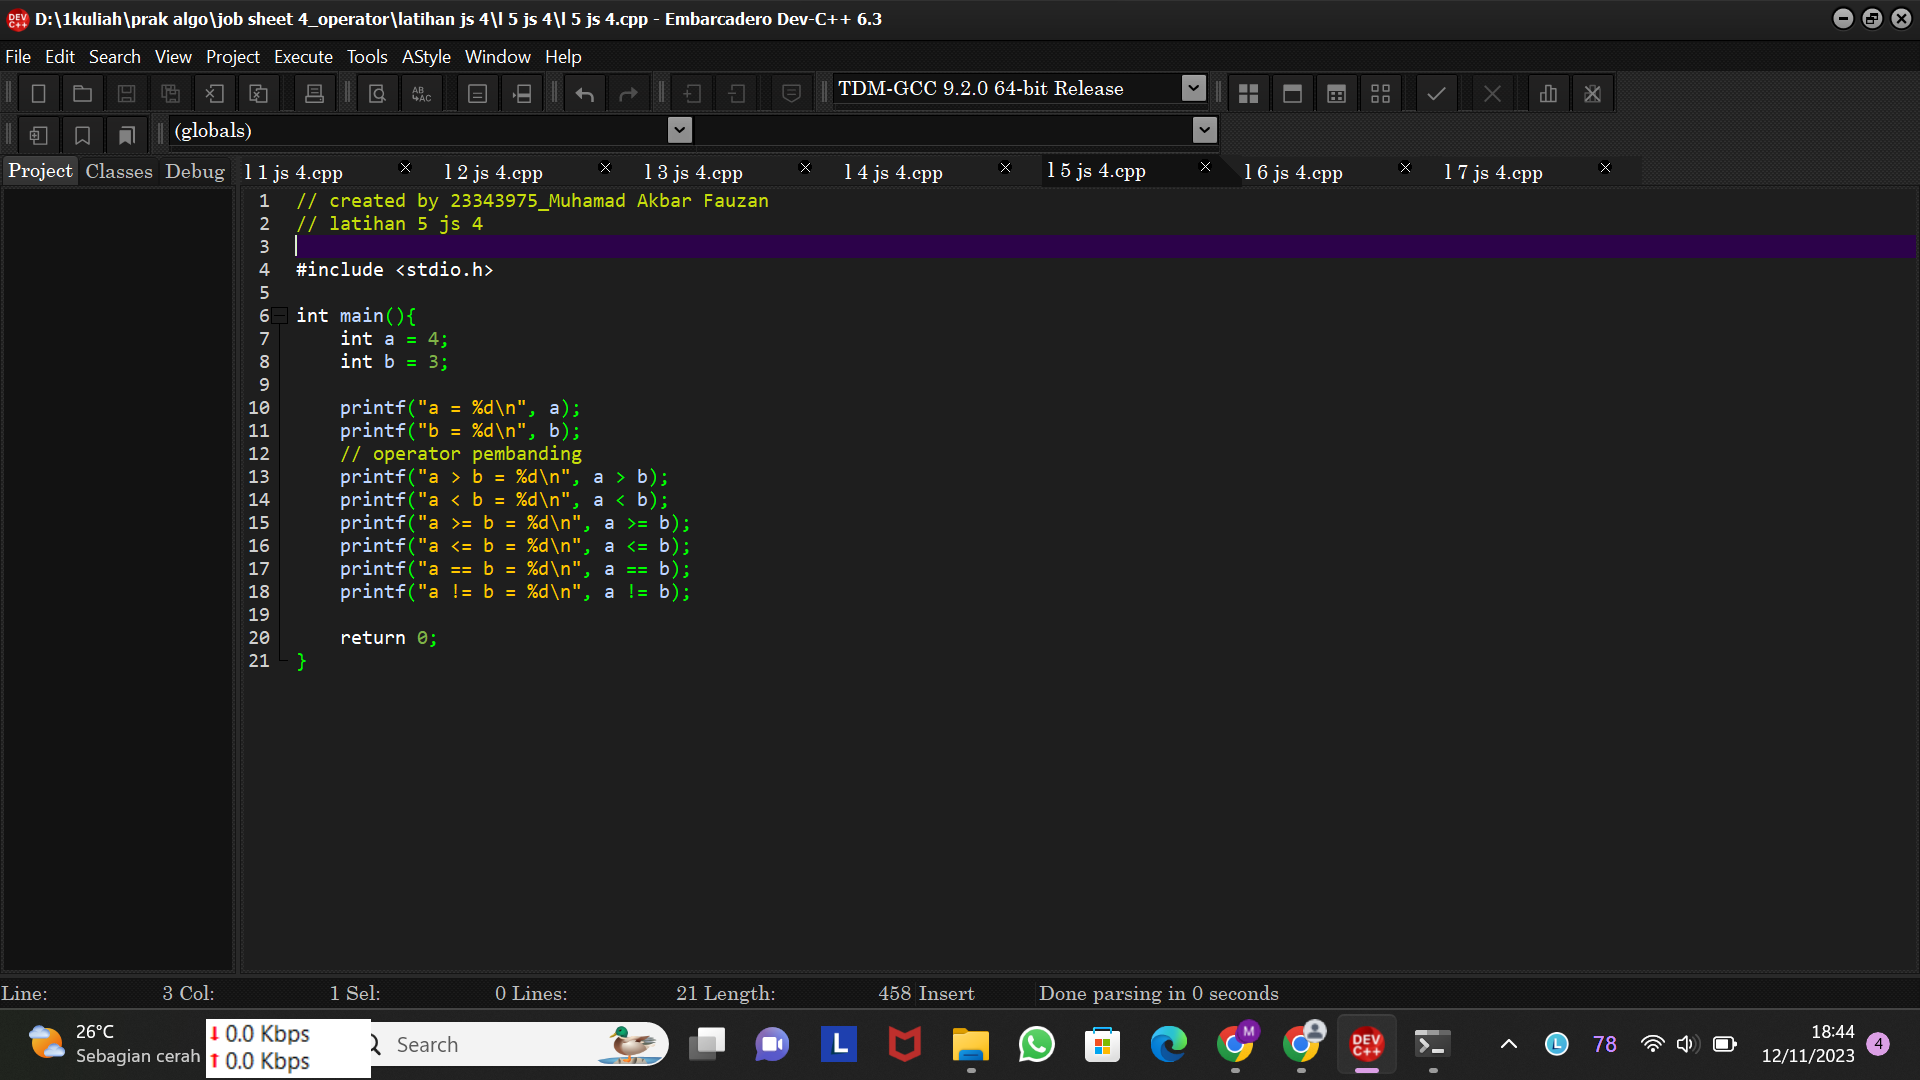 D:\1kuliah\prak algo\job sheet 4_operator\latihan js 4\l 5 js 4\l 5 js 4.cpp - Embarcadero Dev-C++ 6.3
File Edit Search View Project Execute Tools AStyle Window Help
TDM-GCC 9.2.0 64-bit Release
(globals)
Project Classes Debug
l 1 js 4.cpp l 2 js 4.cpp l 3 js 4.cpp l 4 js 4.cpp l 5 js 4.cpp l 6 js 4.cpp l 7 js 4.cpp
1 // created by 23343975_Muhamad Akbar Fauzan
2 // latihan 5 js 4
3
4 #include <stdio.h>
5
6 int main(){
7 int a = 4;
8 int b = 3;
9
10 printf("a = %d\n", a);
11 printf("b = %d\n", b);
12 // operator pembanding
13 printf("a > b = %d\n", a > b);
14 printf("a < b = %d\n", a < b);
15 printf("a >= b = %d\n", a >= b);
16 printf("a <= b = %d\n", a <= b);
17 printf("a == b = %d\n", a == b);
18 printf("a != b = %d\n", a != b);
19
20 return 0;
21 }
Line: 3 Col: 1 Sel: 0 Lines: 21 Length: 458 Insert Done parsing in 0 seconds
26°C
Sebagian cerah
0.0 Kbps
0.0 Kbps
Search
L
M
DEV C++
L
78
18:44
12/11/2023
4